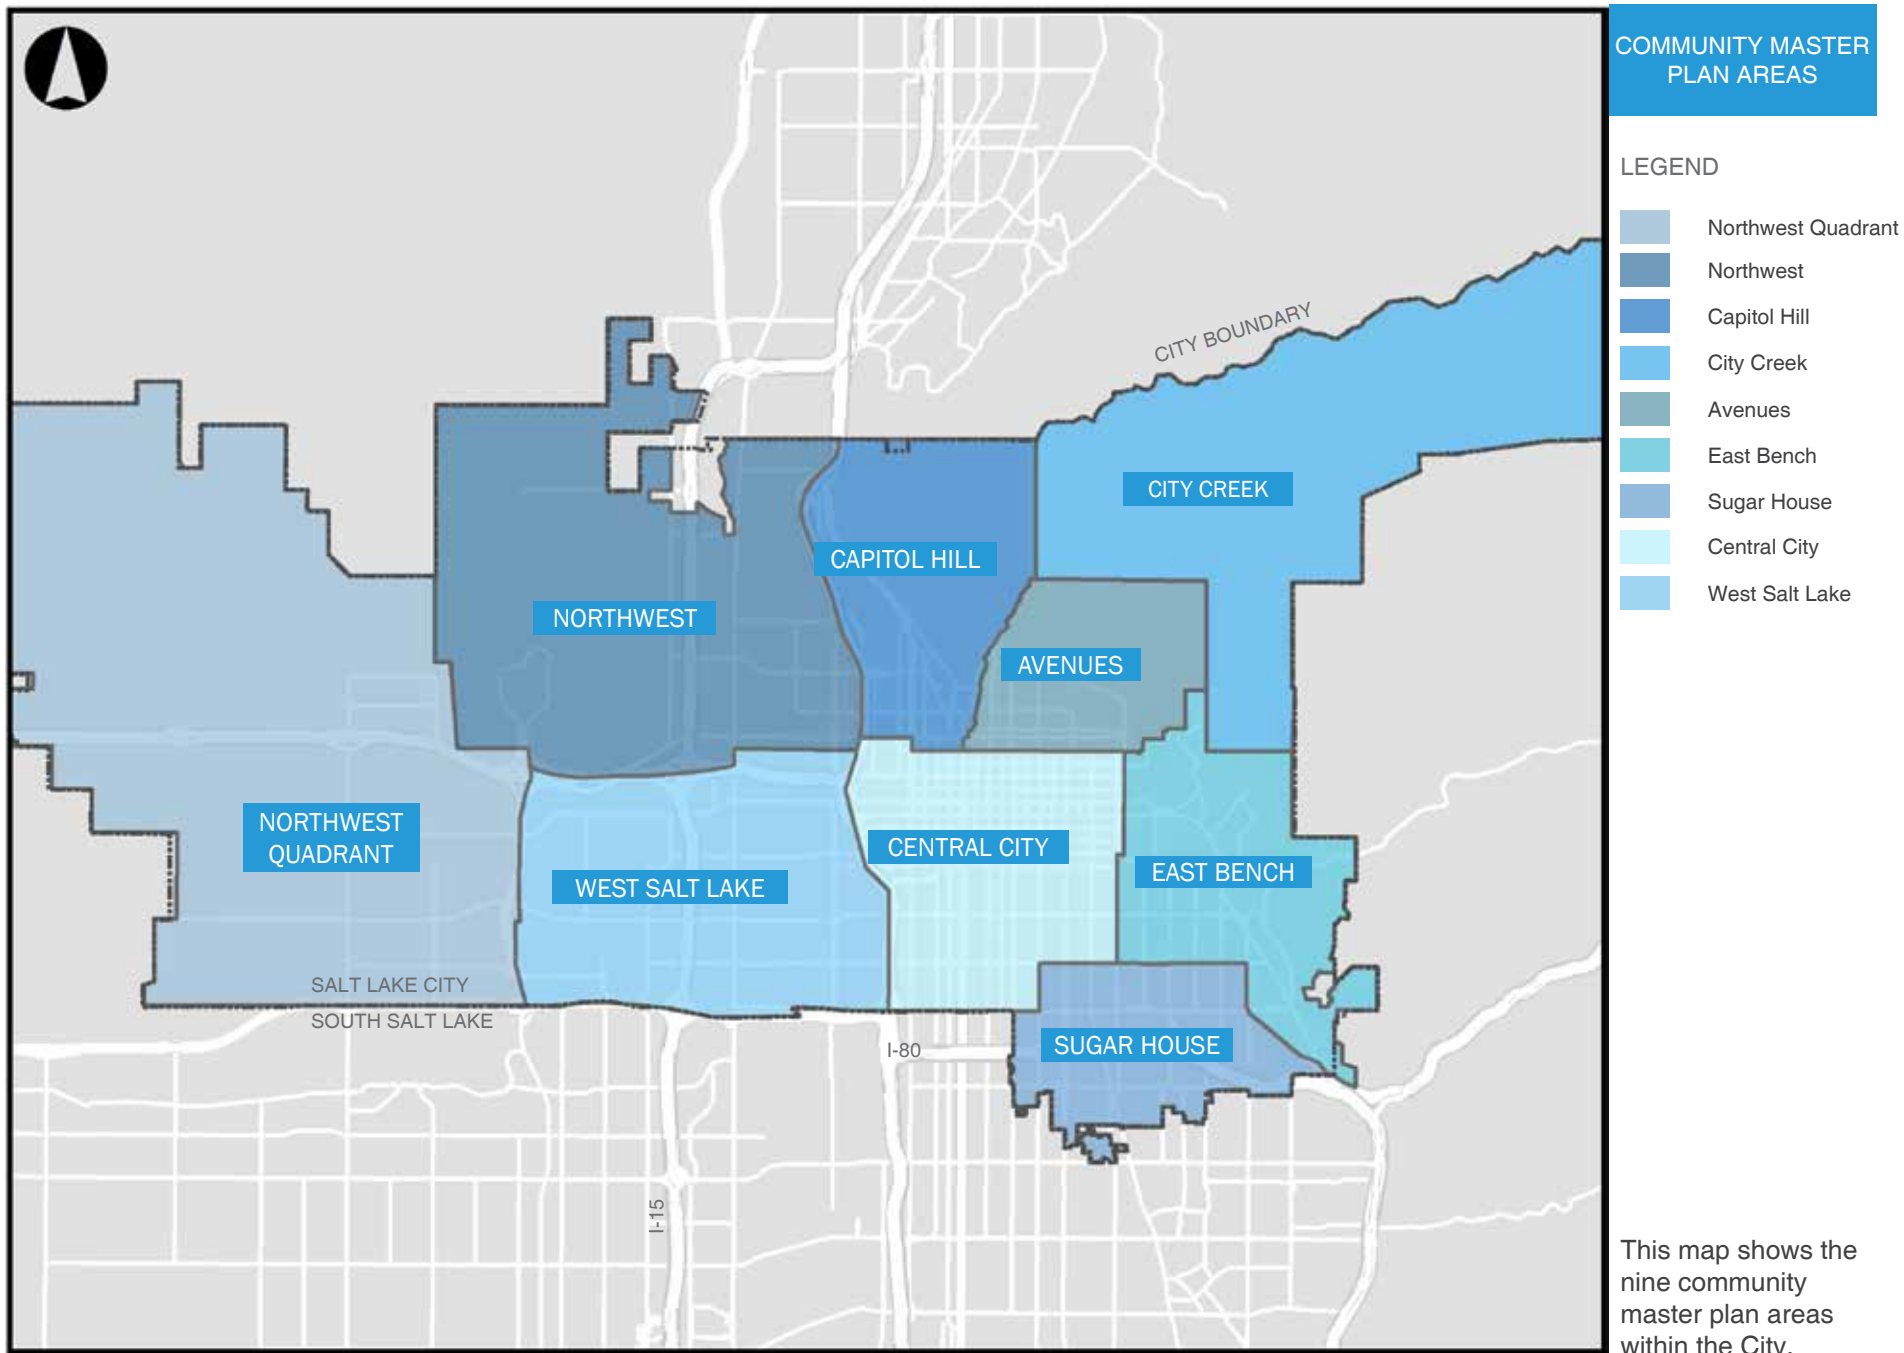 COMMUNITY MASTER
PLAN AREAS
LEGEND
Northwest Quadrant
Northwest
Capitol Hill
City Creek
Avenues
East Bench
Sugar House
Central City
West Salt Lake
CITY BOUNDARY
CITY CREEK
CAPITOL HILL
NORTHWEST
AVENUES
NORTHWEST
QUADRANT
CENTRAL CITY
WEST SALT LAKE
EAST BENCH
SALT LAKE CITY
SOUTH SALT LAKE
I-80
SUGAR HOUSE
I-15
This map shows the
nine community
master plan areas
within the City.